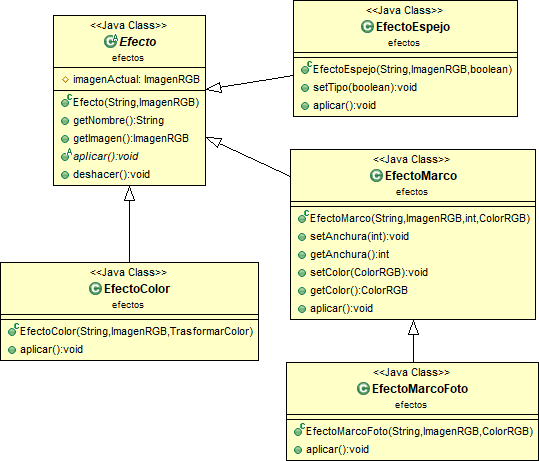 <<Java Class>>
Efecto
efectos
imagenActual: ImagenRGB
Efecto(String,ImagenRGB)
getNombre():String
getImagen():ImagenRGB
aplicar():void
deshacer():void
<<Java Class>>
EfectoEspejo
efectos
EfectoEspejo(String,ImagenRGB,boolean)
setTipo(boolean):void
aplicar():void
<<Java Class>>
EfectoMarco
efectos
EfectoMarco(String,ImagenRGB,int,ColorRGB)
setAnchura(int):void
getAnchura():int
setColor(ColorRGB):void
getColor():ColorRGB
aplicar():void
<<Java Class>>
EfectoColor
efectos
EfectoColor(String,ImagenRGB,TrasformarColor)
aplicar():void
<<Java Class>>
EfectoMarcoFoto
efectos
EfectoMarcoFoto(String,ImagenRGB,ColorRGB)
aplicar():void